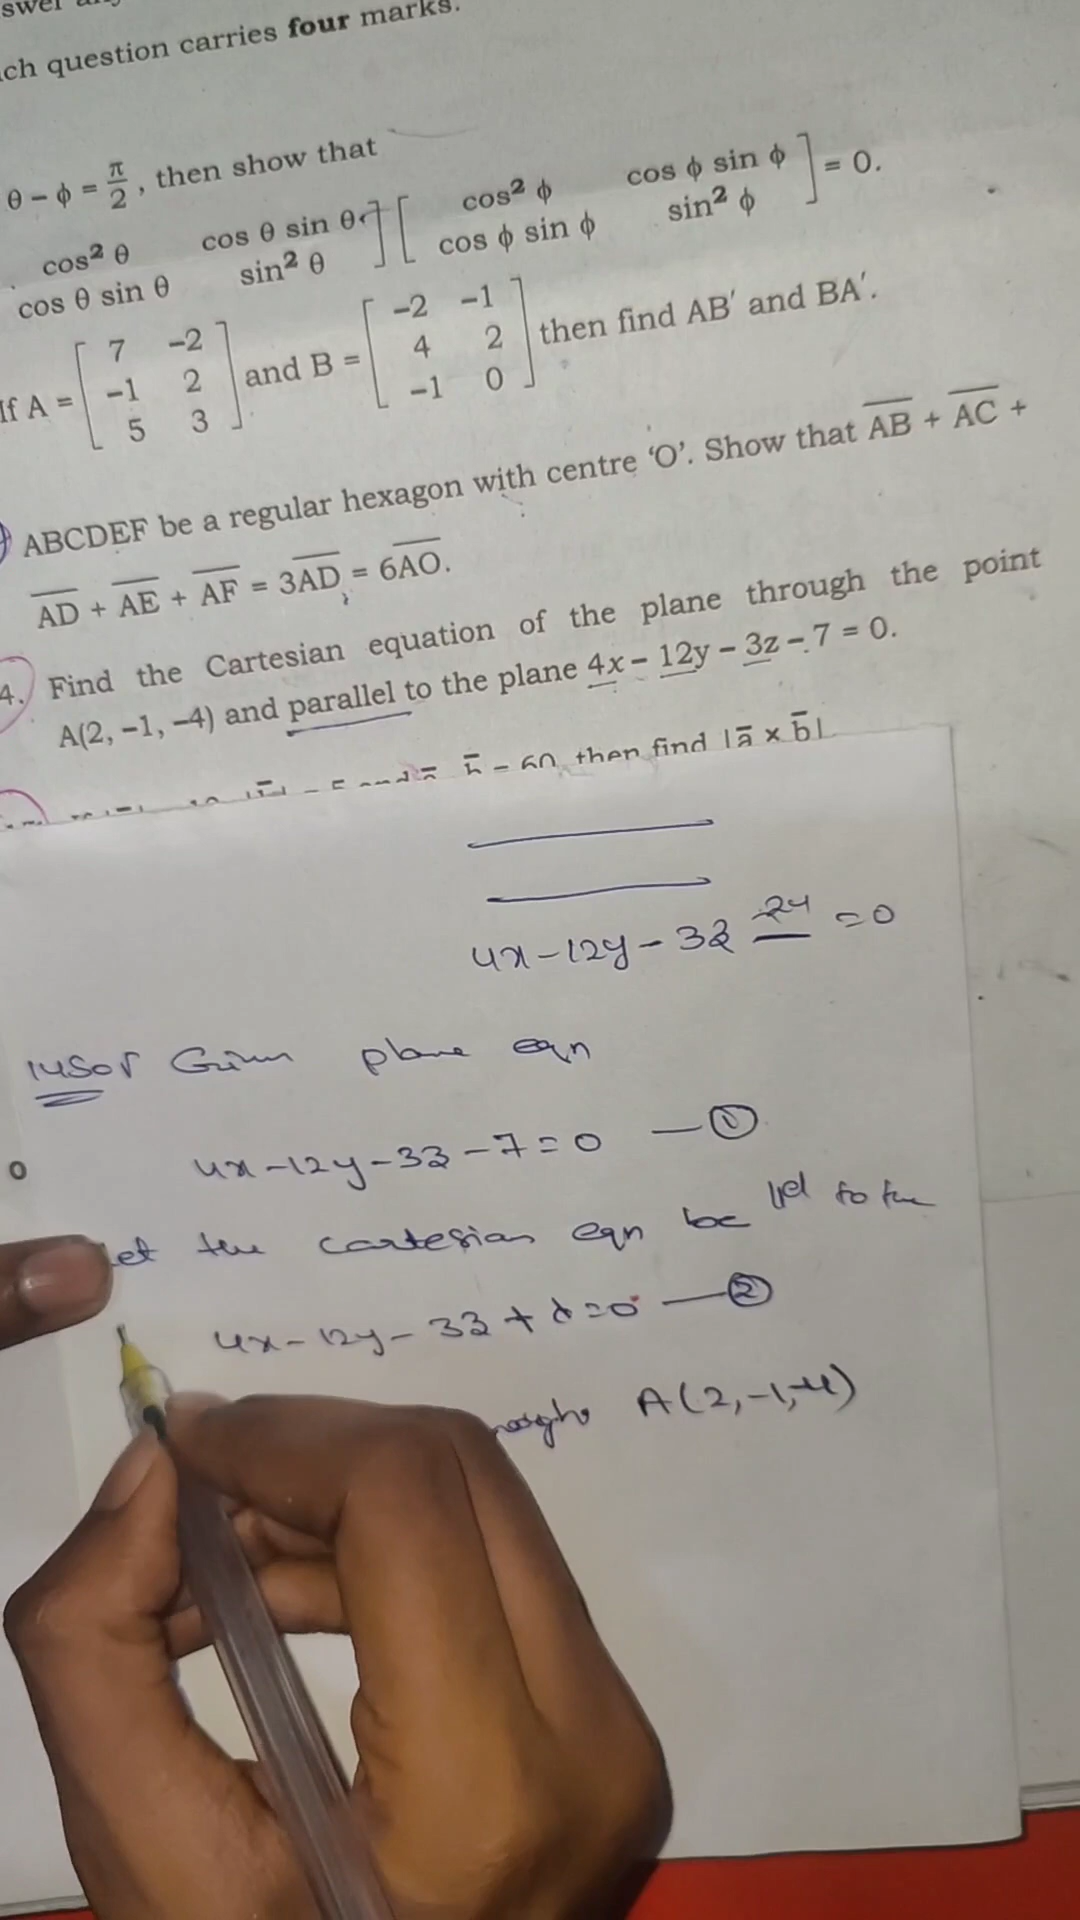 ch question carries four marks.
θ – φ = π/2, then show that
cos² θ cos θ sin θ ] [ cos² φ cos φ sin φ ] = 0.
cos θ sin θ sin² θ cos φ sin φ sin² φ
If A = [ 7 –2 –1 2 5 3 ] and B = [ –2 –1 4 2 –1 0 ] then find AB′ and BA′.
ABCDEF be a regular hexagon with centre ‘O’. Show that AB + AC +
AD + AE + AF = 3AD = 6AO.
4. Find the Cartesian equation of the plane through the point
A(2, –1, –4) and parallel to the plane 4x – 12y – 3z – 7 = 0.
then find |a̅ × b̅|
4x-12y-3z 24 =0
14Sol Given plane eqn
4x-12y-3z-7=0 —①
et the cartesian eqn be ||el to the
4x-12y-3z+d=0 —②
A(2,-1,-4)